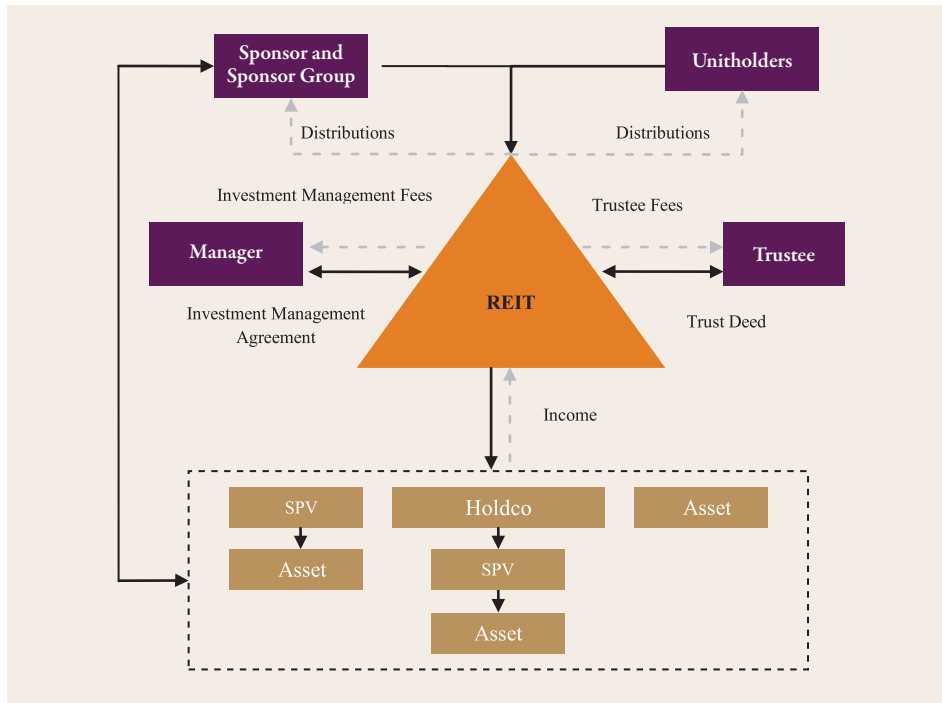 Sponsor and
Sponsor Group
Unitholders
Distributions
Distributions
Investment Management Fees
Trustee Fees
Manager
Trustee
REIT
Investment Management
Agreement
Trust Deed
Income
SPV
Holdco
Asset
Asset
SPV
Asset